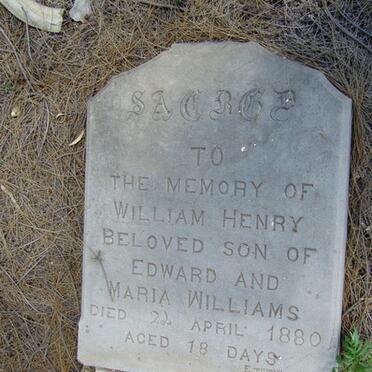 SACRED
TO
THE MEMORY OF
WILLIAM HENRY
BELOVED SON OF
EDWARD AND
MARIA WILLIAMS
DIED APRIL 1880
AGED 18 DAYS